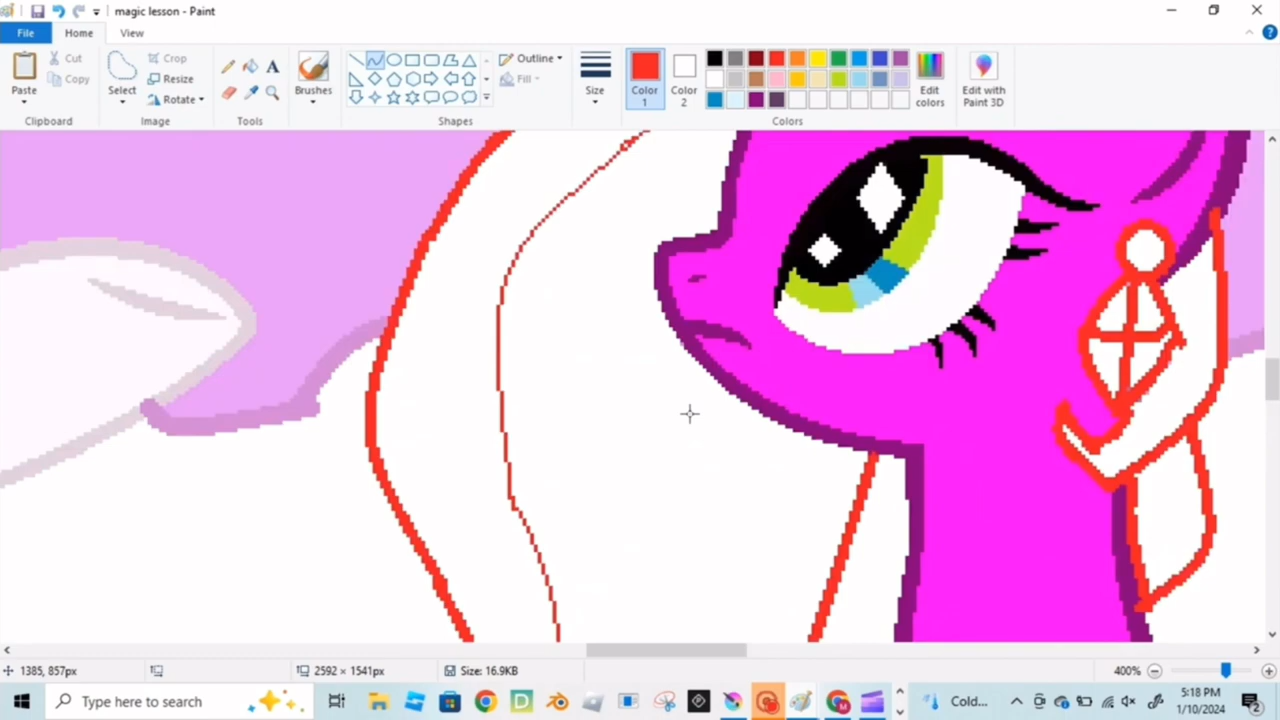 magic lesson - Paint
File Home View
Paste
Cut
Copy
Clipboard
Select
Crop
Resize
Rotate
Image
A
Tools
Brushes
Outline
Fill
Shapes
Size
Color 1
Color 2
Edit colors
Edit with Paint 3D
Colors
1385, 857px
2592 × 1541px
Size: 16.9KB
400%
Type here to search
D
M
Cold...
5:18 PM
1/10/2024
2